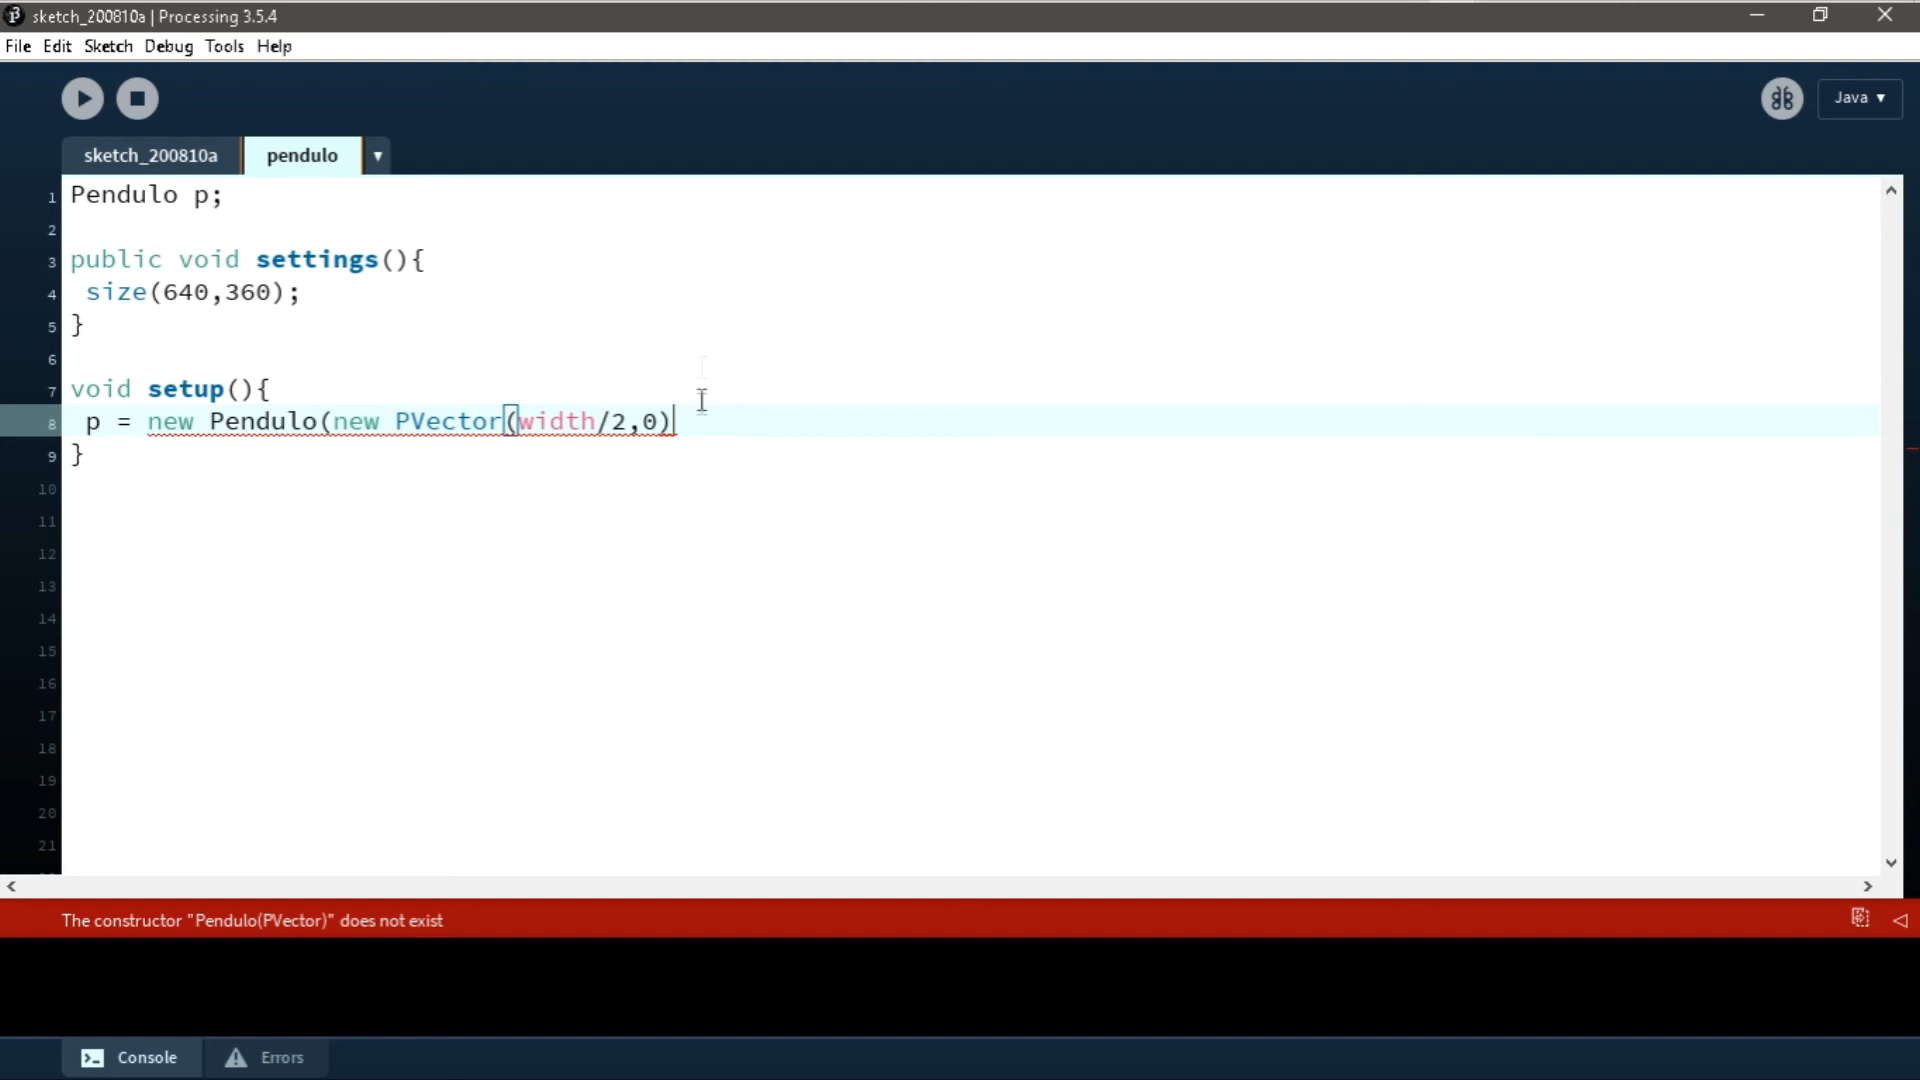 sketch_200810a | Processing 3.5.4
File Edit Sketch Debug Tools Help
Java ▾
sketch_200810a pendulo ▾
1 Pendulo p;
2
3 public void settings(){
4 size(640,360);
5 }
6
7 void setup(){
8 p = new Pendulo(new PVector(width/2,0)
9 }
10
11
12
13
14
15
16
17
18
19
20
21
The constructor "Pendulo(PVector)" does not exist
Console Errors